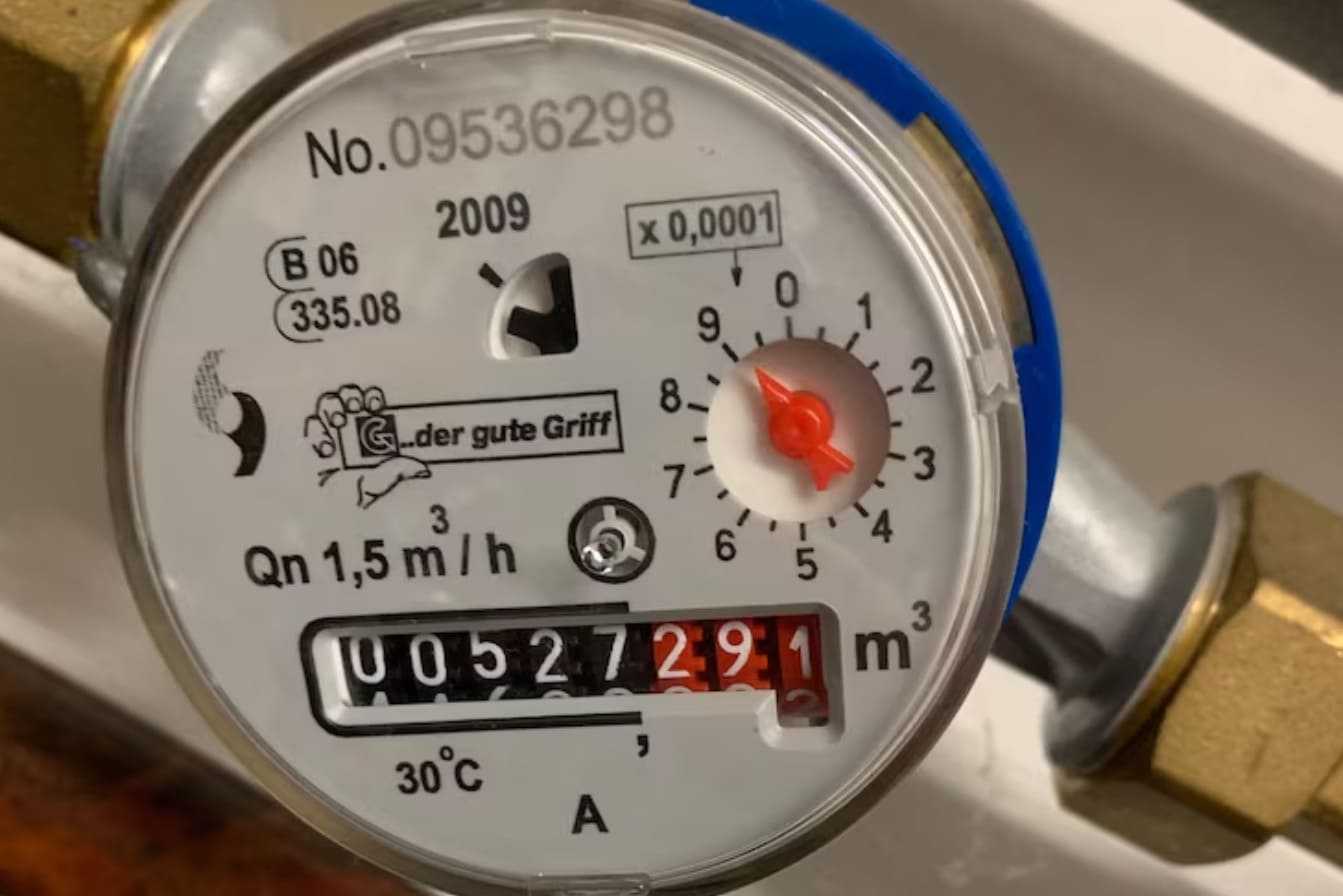 No.09536298
2009
B 06
335.08
x 0,0001
0
1
2
3
4
5
6
7
8
9
G...der gute Griff
Qn 1,5 m³/h
00527291 m³
,
30°C
A